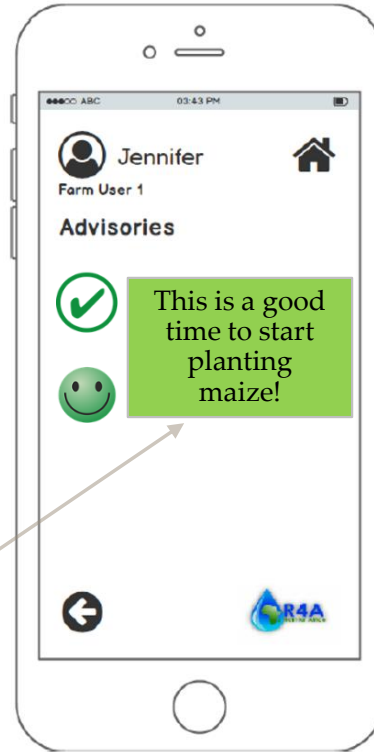 ABC 03:43 PM
Jennifer
Farm User 1
Advisories
This is a good
time to start
planting
maize!
R4A